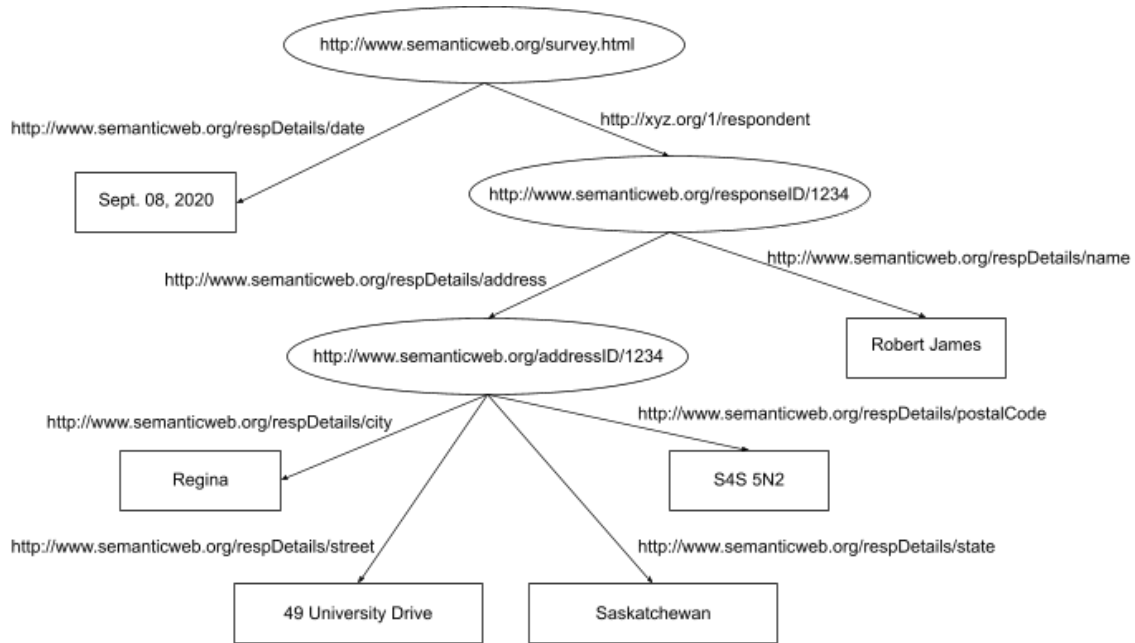 http://www.semanticweb.org/survey.html
http://www.semanticweb.org/respDetails/date
http://xyz.org/1/respondent
Sept. 08, 2020
http://www.semanticweb.org/responseID/1234
http://www.semanticweb.org/respDetails/address
http://www.semanticweb.org/respDetails/name
http://www.semanticweb.org/addressID/1234
Robert James
http://www.semanticweb.org/respDetails/city
http://www.semanticweb.org/respDetails/postalCode
Regina
S4S 5N2
http://www.semanticweb.org/respDetails/street
http://www.semanticweb.org/respDetails/state
49 University Drive
Saskatchewan